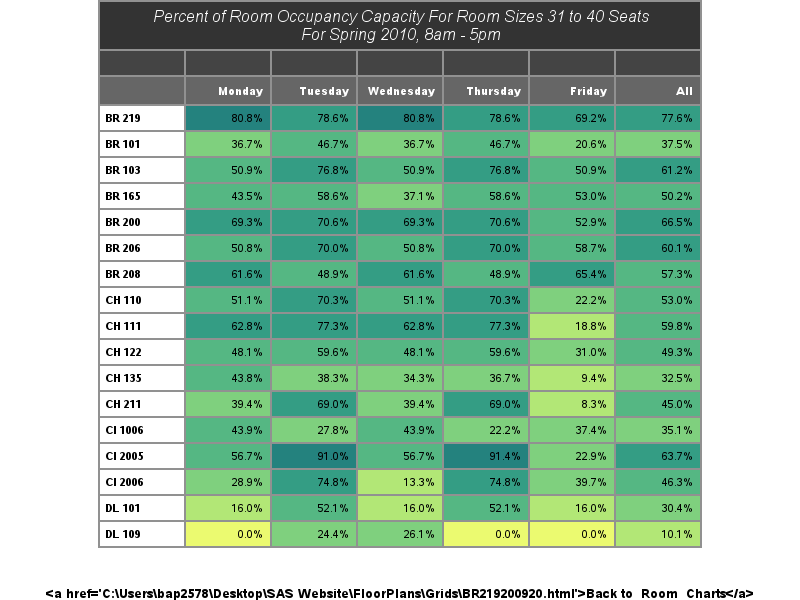 Percent of Room Occupancy Capacity For Room Sizes 31 to 40 Seats
For Spring 2010, 8am - 5pm
Monday Tuesday Wednesday Thursday Friday All
BR 219 80.8% 78.6% 80.8% 78.6% 69.2% 77.6%
BR 101 36.7% 46.7% 36.7% 46.7% 20.6% 37.5%
BR 103 50.9% 76.8% 50.9% 76.8% 50.9% 61.2%
BR 165 43.5% 58.6% 37.1% 58.6% 53.0% 50.2%
BR 200 69.3% 70.6% 69.3% 70.6% 52.9% 66.5%
BR 206 50.8% 70.0% 50.8% 70.0% 58.7% 60.1%
BR 208 61.6% 48.9% 61.6% 48.9% 65.4% 57.3%
CH 110 51.1% 70.3% 51.1% 70.3% 22.2% 53.0%
CH 111 62.8% 77.3% 62.8% 77.3% 18.8% 59.8%
CH 122 48.1% 59.6% 48.1% 59.6% 31.0% 49.3%
CH 135 43.8% 38.3% 34.3% 36.7% 9.4% 32.5%
CH 211 39.4% 69.0% 39.4% 69.0% 8.3% 45.0%
CI 1006 43.9% 27.8% 43.9% 22.2% 37.4% 35.1%
CI 2005 56.7% 91.0% 56.7% 91.4% 22.9% 63.7%
CI 2006 28.9% 74.8% 13.3% 74.8% 39.7% 46.3%
DL 101 16.0% 52.1% 16.0% 52.1% 16.0% 30.4%
DL 109 0.0% 24.4% 26.1% 0.0% 0.0% 10.1%
<a href='C:\Users\bap2578\Desktop\SAS Website\FloorPlans\Grids\BR219200920.html'>Back to Room Charts</a>